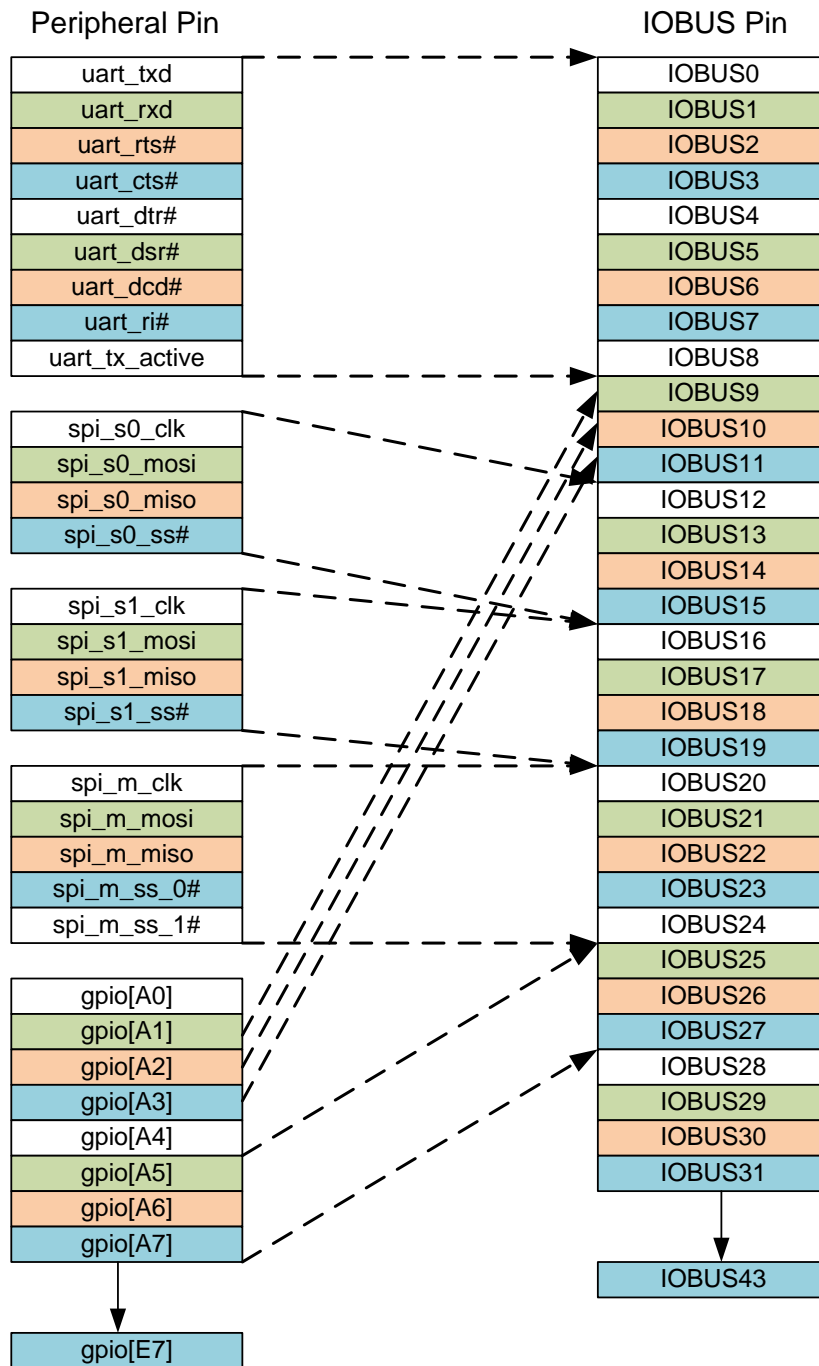 Peripheral Pin
uart_txd
uart_rxd
uart_rts#
uart_cts#
uart_dtr#
uart_dsr#
uart_dcd#
uart_ri#
uart_tx_active
spi_s0_clk
spi_s0_mosi
spi_s0_miso
spi_s0_ss#
spi_s1_clk
spi_s1_mosi
spi_s1_miso
spi_s1_ss#
spi_m_clk
spi_m_mosi
spi_m_miso
spi_m_ss_0#
spi_m_ss_1#
gpio[A0]
gpio[A1]
gpio[A2]
gpio[A3]
gpio[A4]
gpio[A5]
gpio[A6]
gpio[A7]
gpio[E7]
IOBUS Pin
IOBUS0
IOBUS1
IOBUS2
IOBUS3
IOBUS4
IOBUS5
IOBUS6
IOBUS7
IOBUS8
IOBUS9
IOBUS10
IOBUS11
IOBUS12
IOBUS13
IOBUS14
IOBUS15
IOBUS16
IOBUS17
IOBUS18
IOBUS19
IOBUS20
IOBUS21
IOBUS22
IOBUS23
IOBUS24
IOBUS25
IOBUS26
IOBUS27
IOBUS28
IOBUS29
IOBUS30
IOBUS31
IOBUS43